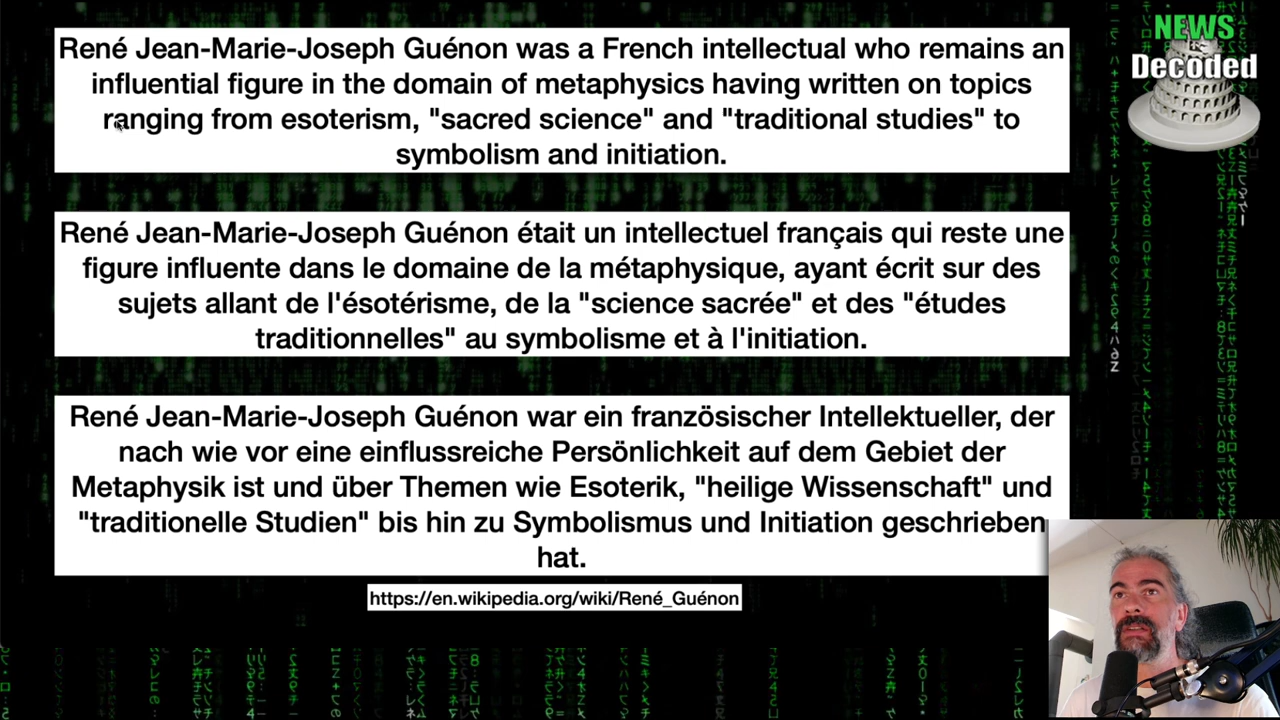 René Jean-Marie-Joseph Guénon was a French intellectual who remains an
influential figure in the domain of metaphysics having written on topics
ranging from esoterism, "sacred science" and "traditional studies" to
symbolism and initiation.
René Jean-Marie-Joseph Guénon était un intellectuel français qui reste une
figure influente dans le domaine de la métaphysique, ayant écrit sur des
sujets allant de l'ésotérisme, de la "science sacrée" et des "études
traditionnelles" au symbolisme et à l'initiation.
René Jean-Marie-Joseph Guénon war ein französischer Intellektueller, der
nach wie vor eine einflussreiche Persönlichkeit auf dem Gebiet der
Metaphysik ist und über Themen wie Esoterik, "heilige Wissenschaft" und
"traditionelle Studien" bis hin zu Symbolismus und Initiation geschrieben
hat.
https://en.wikipedia.org/wiki/René_Guénon
NEWS
Decoded